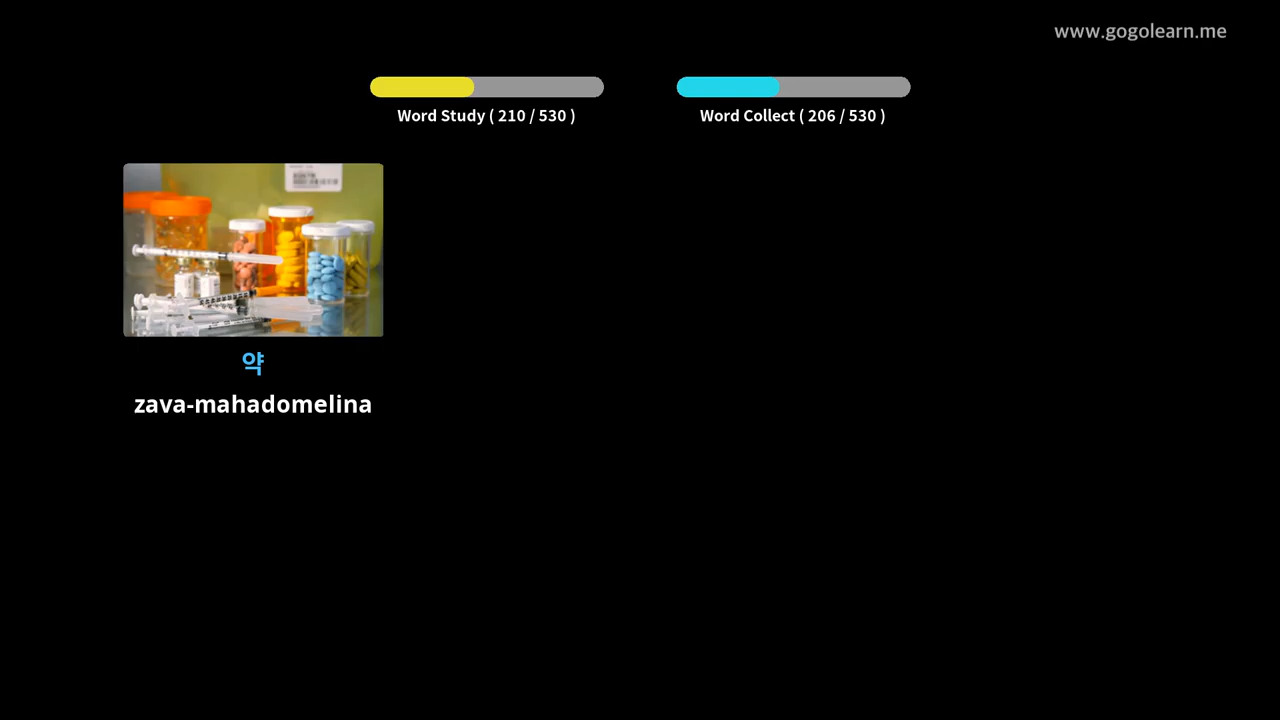 www.gogolearn.me
Word Study ( 210 / 530 )
Word Collect ( 206 / 530 )
약
zava-mahadomelina